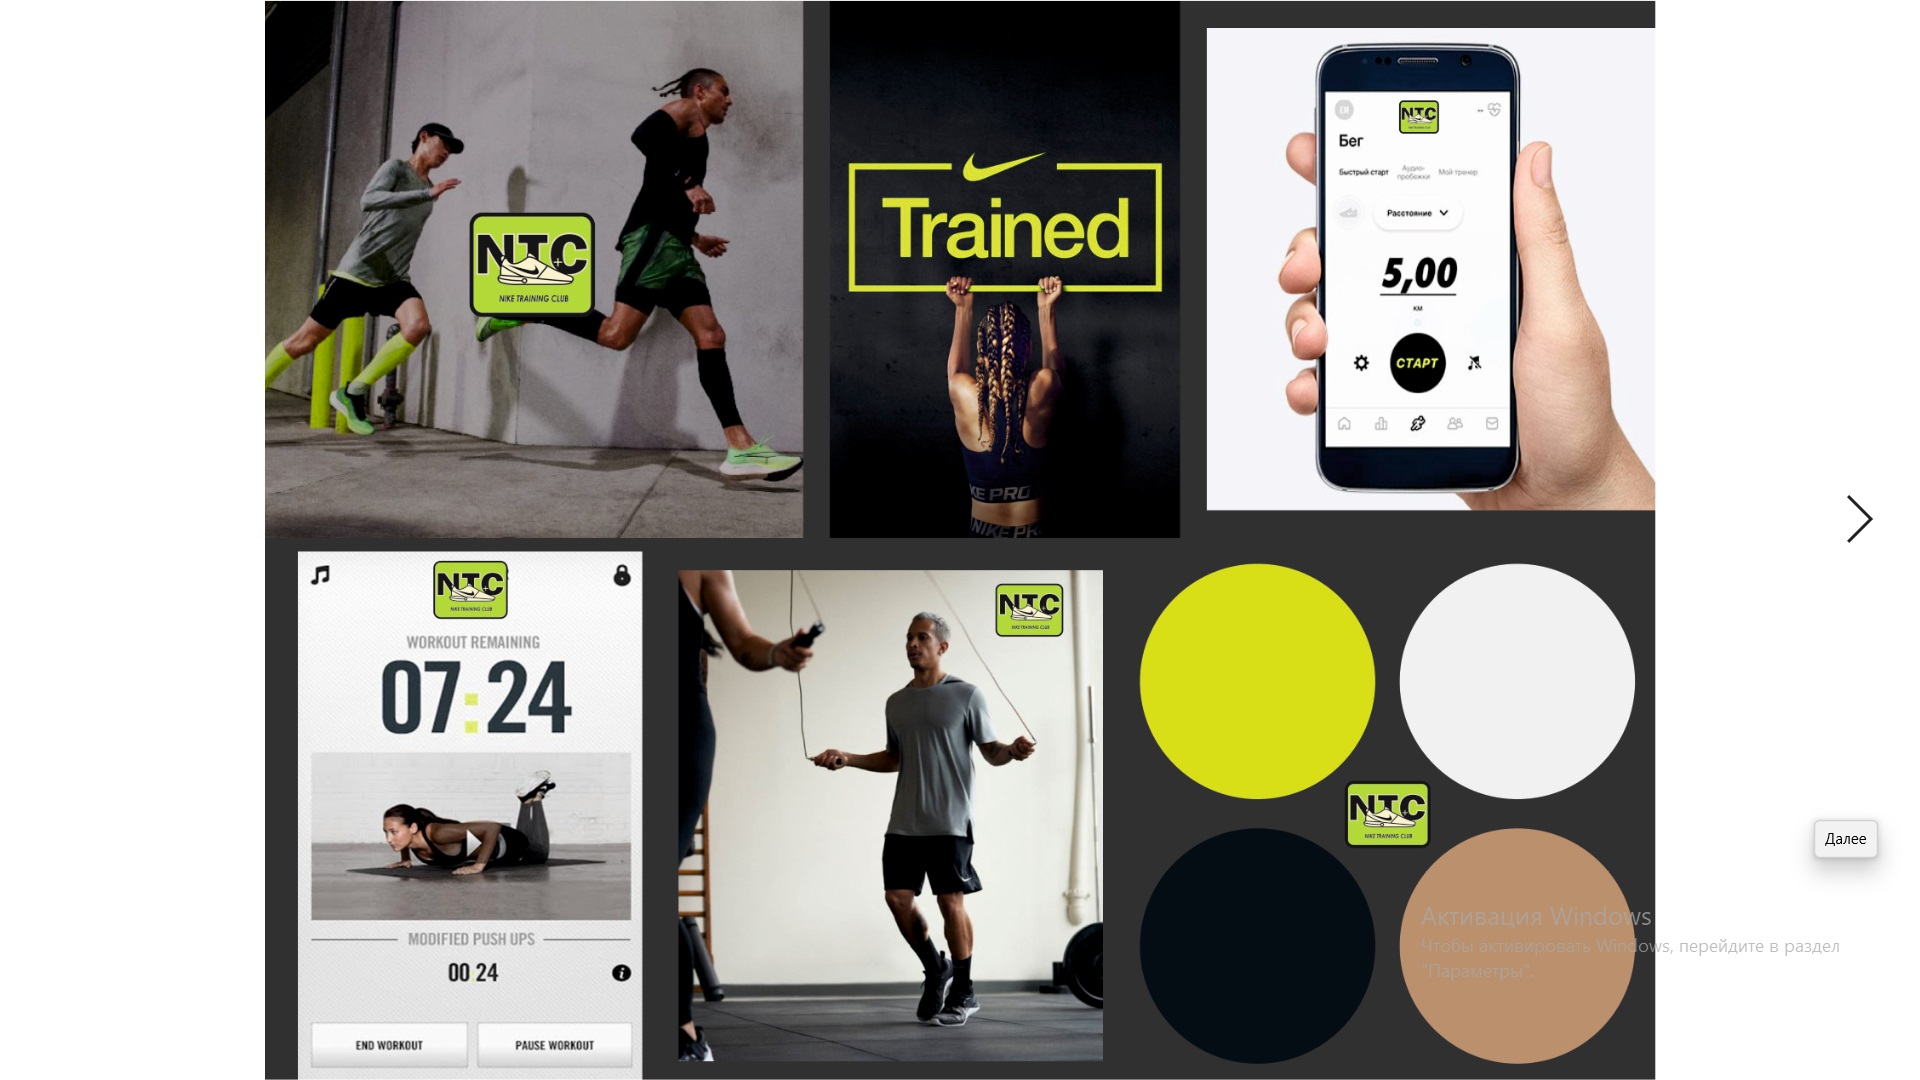 NTC
NIKE TRAINING CLUB
Trained
KE PRO
NIKE PR
NTC
Бег
Быстрый старт
Аудио-
пробежки
Мой тренер
Расстояние
5,00
км
СТАРТ
NTC
NIKE TRAINING CLUB
WORKOUT REMAINING
07:24
MODIFIED PUSH UPS
00:24
END WORKOUT
PAUSE WORKOUT
NTC
NIKE TRAINING CLUB
NTC
NIKE TRAINING CLUB
Далее
Активация Windows
Чтобы активировать Windows, перейдите в раздел
"Параметры".